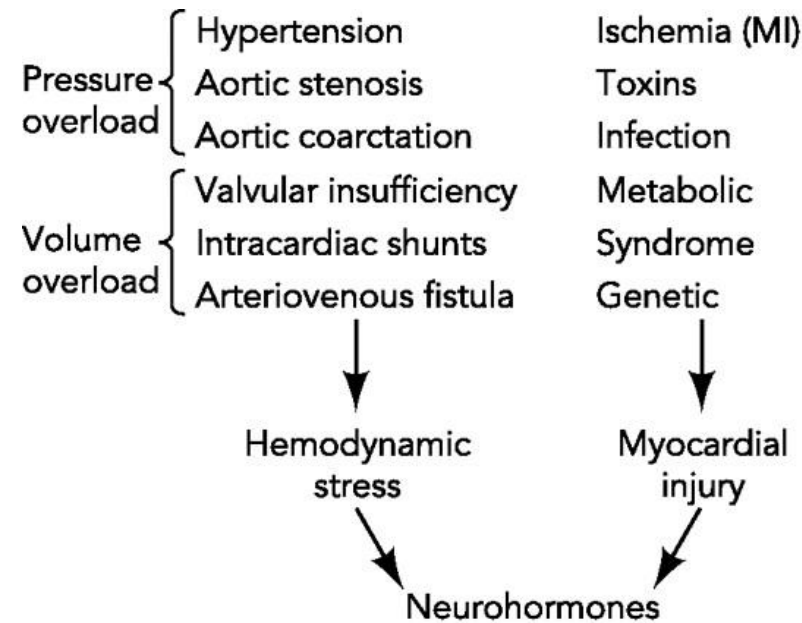 Pressure
overload
Hypertension
Aortic stenosis
Aortic coarctation
Volume
overload
Valvular insufficiency
Intracardiac shunts
Arteriovenous fistula
Ischemia (MI)
Toxins
Infection
Metabolic
Syndrome
Genetic
Hemodynamic
stress
Myocardial
injury
Neurohormones